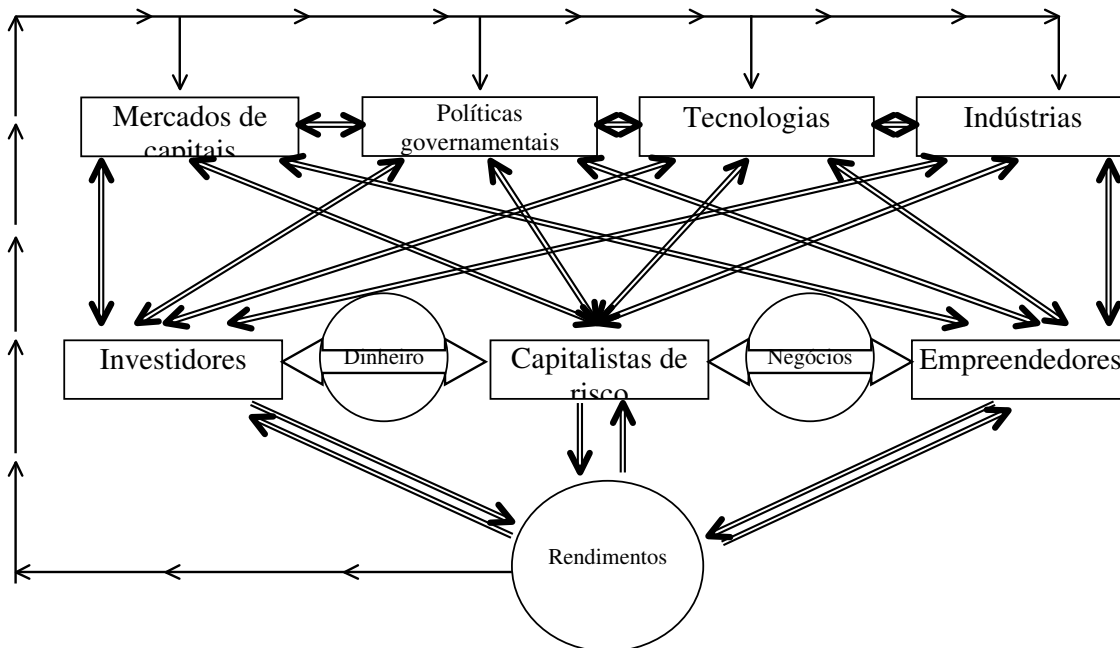 Mercados de
capitais
Políticas
governamentais
Tecnologias
Indústrias
Investidores
Dinheiro
Capitalistas de
risco
Negócios
Empreendedores
Rendimentos